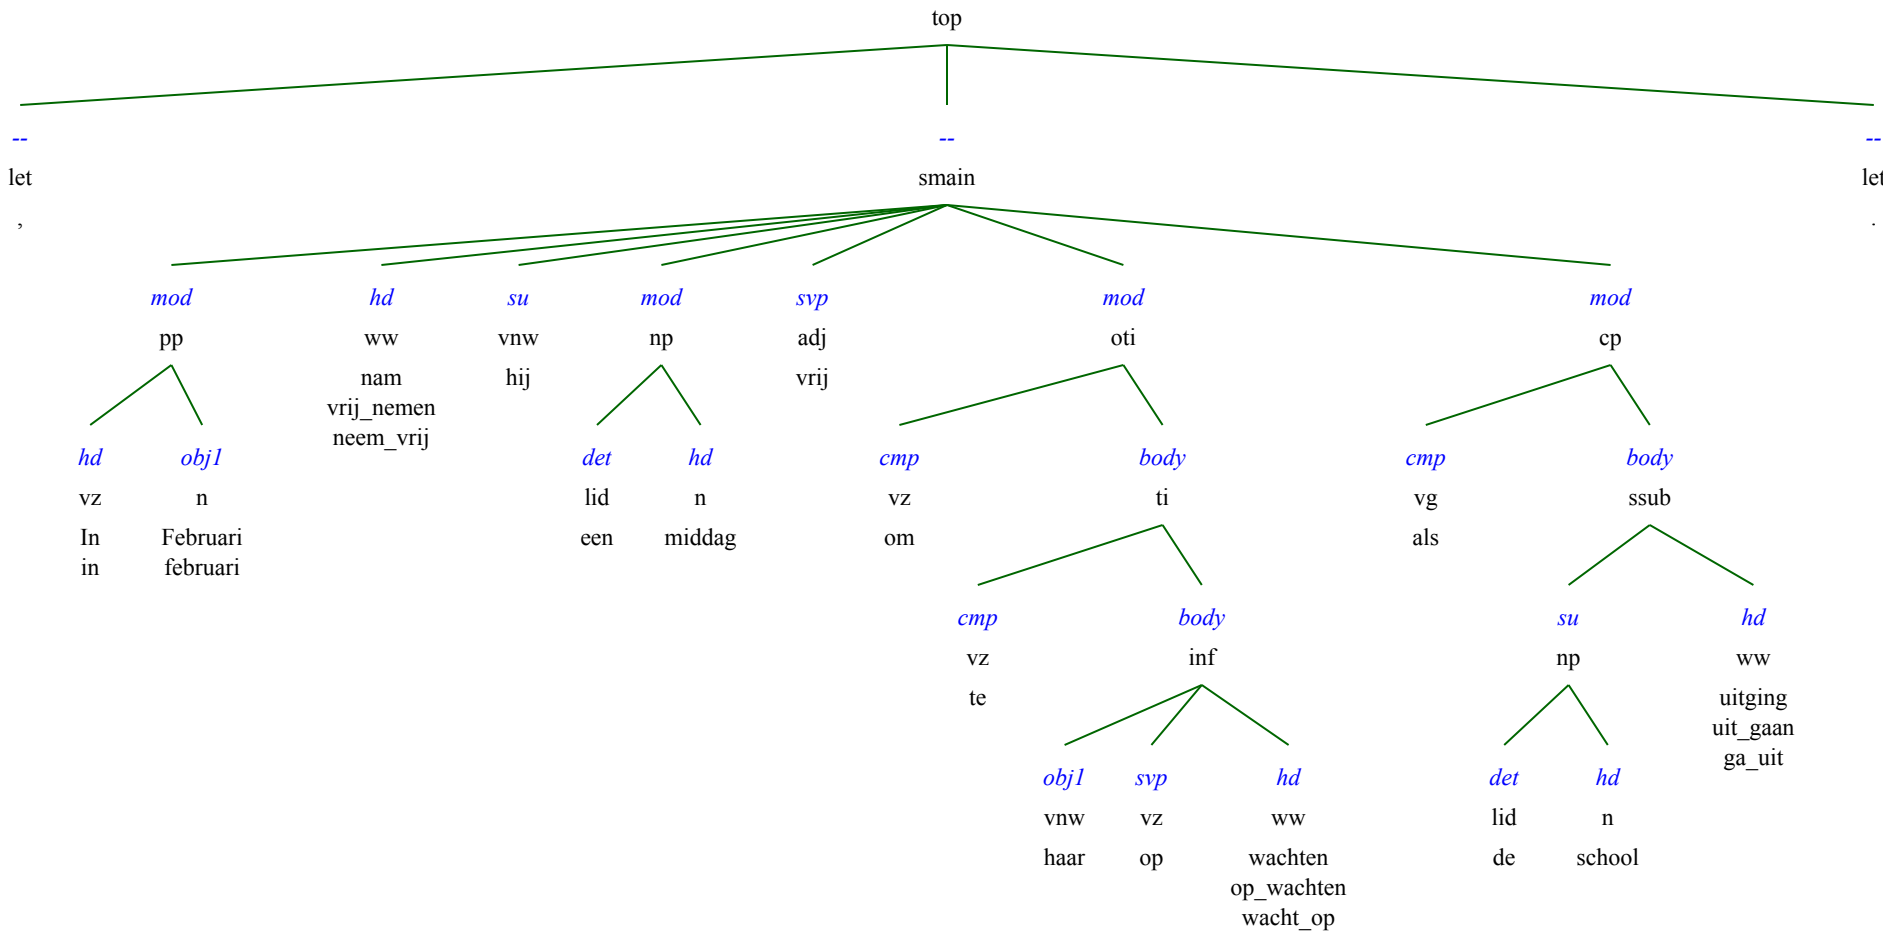 top
-- -- --
let smain let
, .
mod hd su mod svp mod mod
pp ww vnw np adj oti cp
nam hij vrij
vrij_nemen
neem_vrij
hd obj1 det hd cmp body cmp body
vz n lid n vz ti vg ssub
In Februari een middag om als
in februari
cmp body su hd
vz inf np ww
te uitging
uit_gaan
ga_uit
obj1 svp hd det hd
vnw vz ww lid n
haar op wachten de school
op_wachten
wacht_op